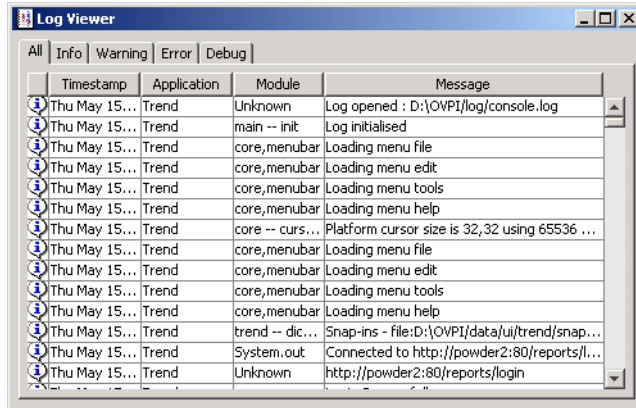 Log Viewer
All Info Warning Error Debug
Timestamp Application Module Message
Thu May 15... Trend Unknown Log opened : D:\OVPI/log/console.log
Thu May 15... Trend main -- init Log initialised
Thu May 15... Trend core,menubar Loading menu file
Thu May 15... Trend core,menubar Loading menu edit
Thu May 15... Trend core,menubar Loading menu tools
Thu May 15... Trend core,menubar Loading menu help
Thu May 15... Trend core -- curs... Platform cursor size is 32,32 using 65536 ...
Thu May 15... Trend core,menubar Loading menu file
Thu May 15... Trend core,menubar Loading menu edit
Thu May 15... Trend core,menubar Loading menu tools
Thu May 15... Trend core,menubar Loading menu help
Thu May 15... Trend trend -- dic... Snap-ins - file:D:\OVPI/data/ui/trend/snap...
Thu May 15... Trend System.out Connected to http://powder2:80/reports/l...
Thu May 15... Trend Unknown http://powder2:80/reports/login